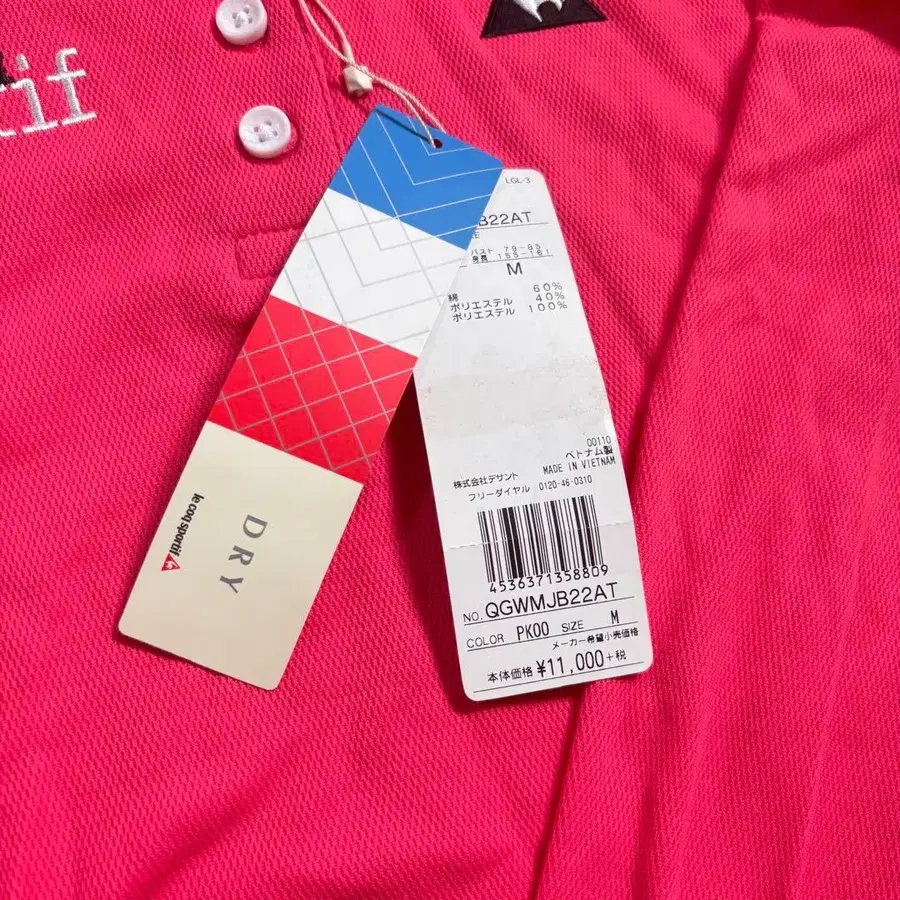 tif
LGL-3
B22AT
バスト 79-85
身長 155-161
M
綿 60%
ポリエステル 40%
ポリエステル 100%
00110
ベトナム製
MADE IN VIETNAM
株式会社デサント
フリーダイヤル 0120-46-0310
4536371358809
NO. QGWMJB22AT
COLOR PK00 SIZE M
メーカー希望小売価格
本体価格 ¥11,000+税
DRY
le coq sportif